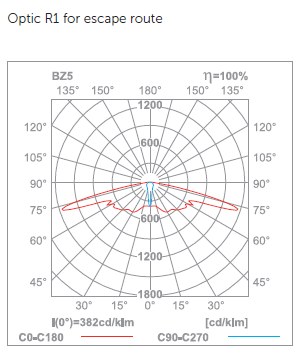 Optic R1 for escape route
BZ5 η=100%
135° 150° 180° 150° 135°
1200
120° 120°
600
105° 105°
90° 90°
75° 75°
600
60° 60°
1200
45° 45°
1800
30° 15° 0° 15° 30°
I(0°)=382cd/klm [cd/klm]
C0-C180 C90-C270